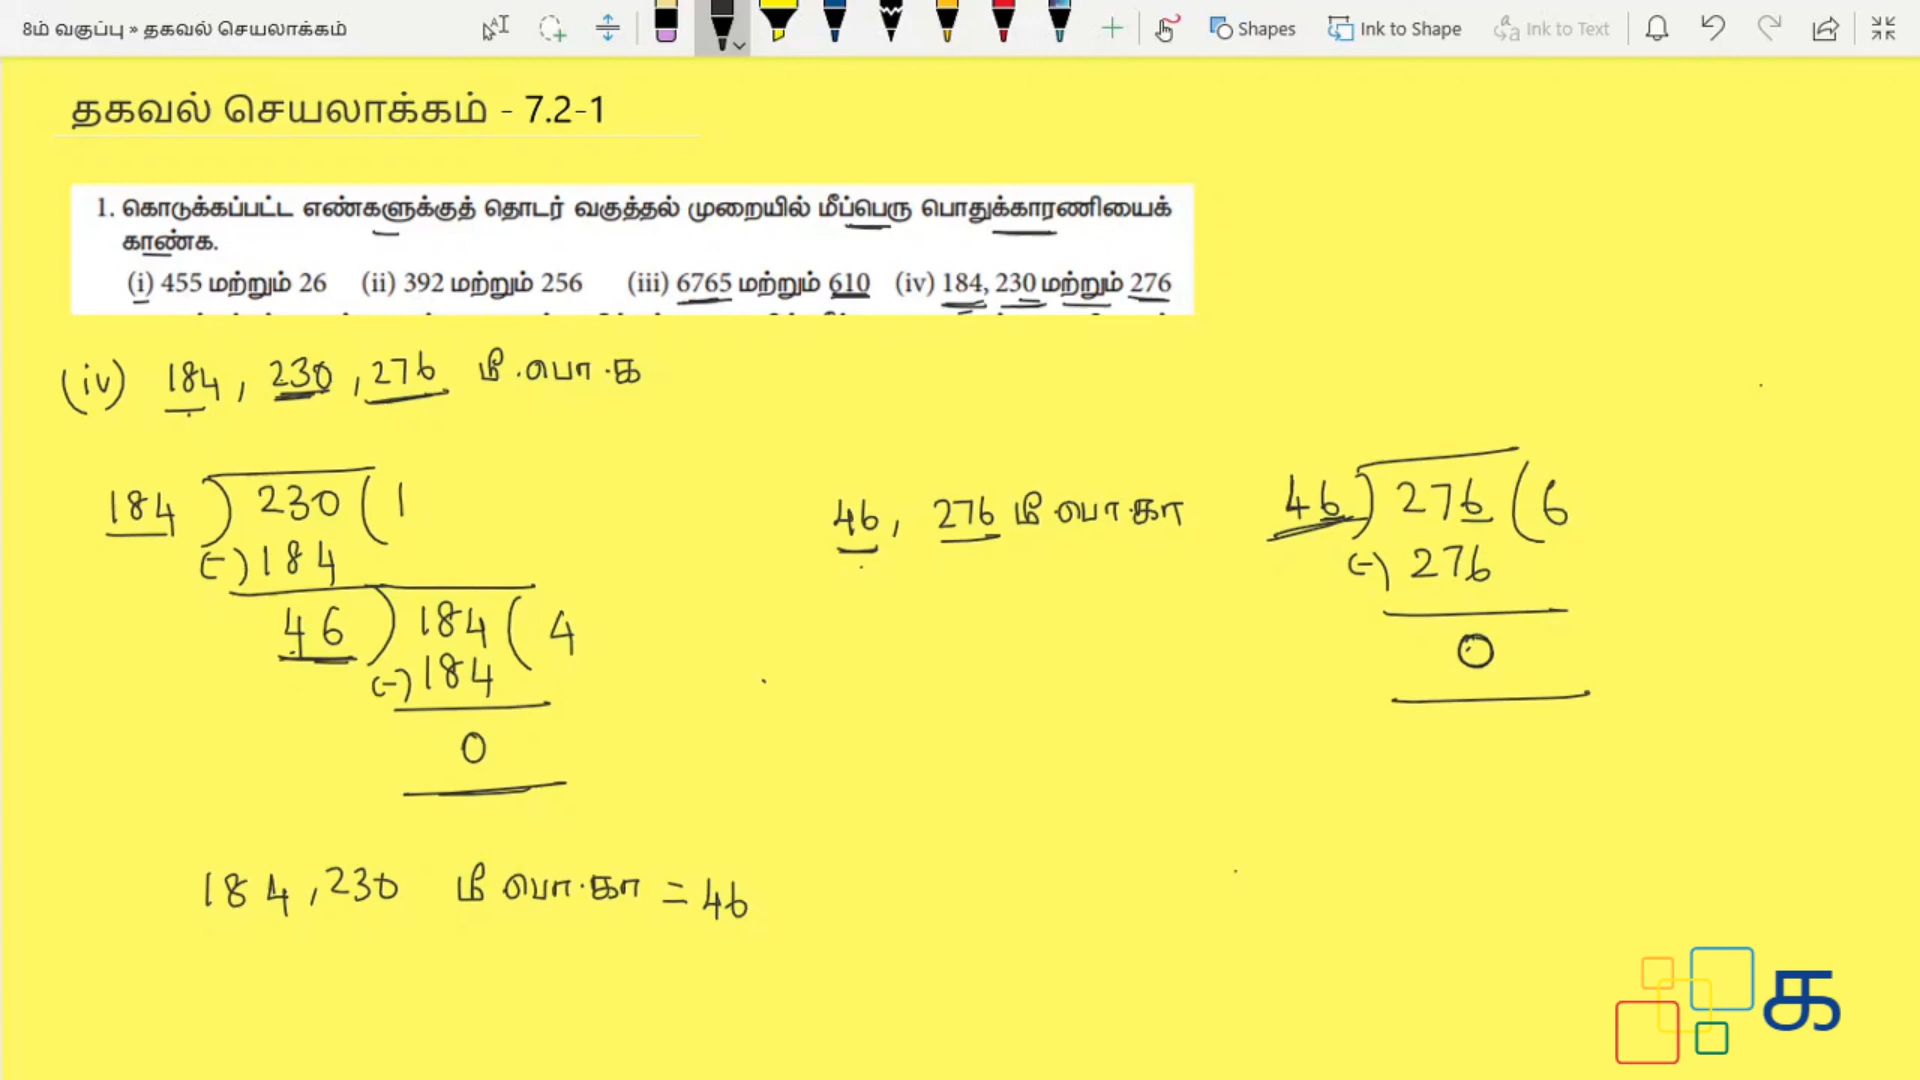 8ம் வகுப்பு » தகவல் செயலாக்கம்
Shapes
Ink to Shape
Ink to Text
தகவல் செயலாக்கம் - 7.2-1
1. கொடுக்கப்பட்ட எண்களுக்குத் தொடர் வகுத்தல் முறையில் மீப்பெரு பொதுக்காரணியைக்
காண்க.
(i) 455 மற்றும் 26 (ii) 392 மற்றும் 256 (iii) 6765 மற்றும் 610 (iv) 184, 230 மற்றும் 276
(iv) 184, 230, 276 மீ.பொ.க
184 ) 230 ( 1
(-) 184
46 ) 184 ( 4
(-) 184
0
184, 230 மீ பொ.கா = 46
46, 276 மீ பொ.கா
46 ) 276 ( 6
(-) 276
0
க